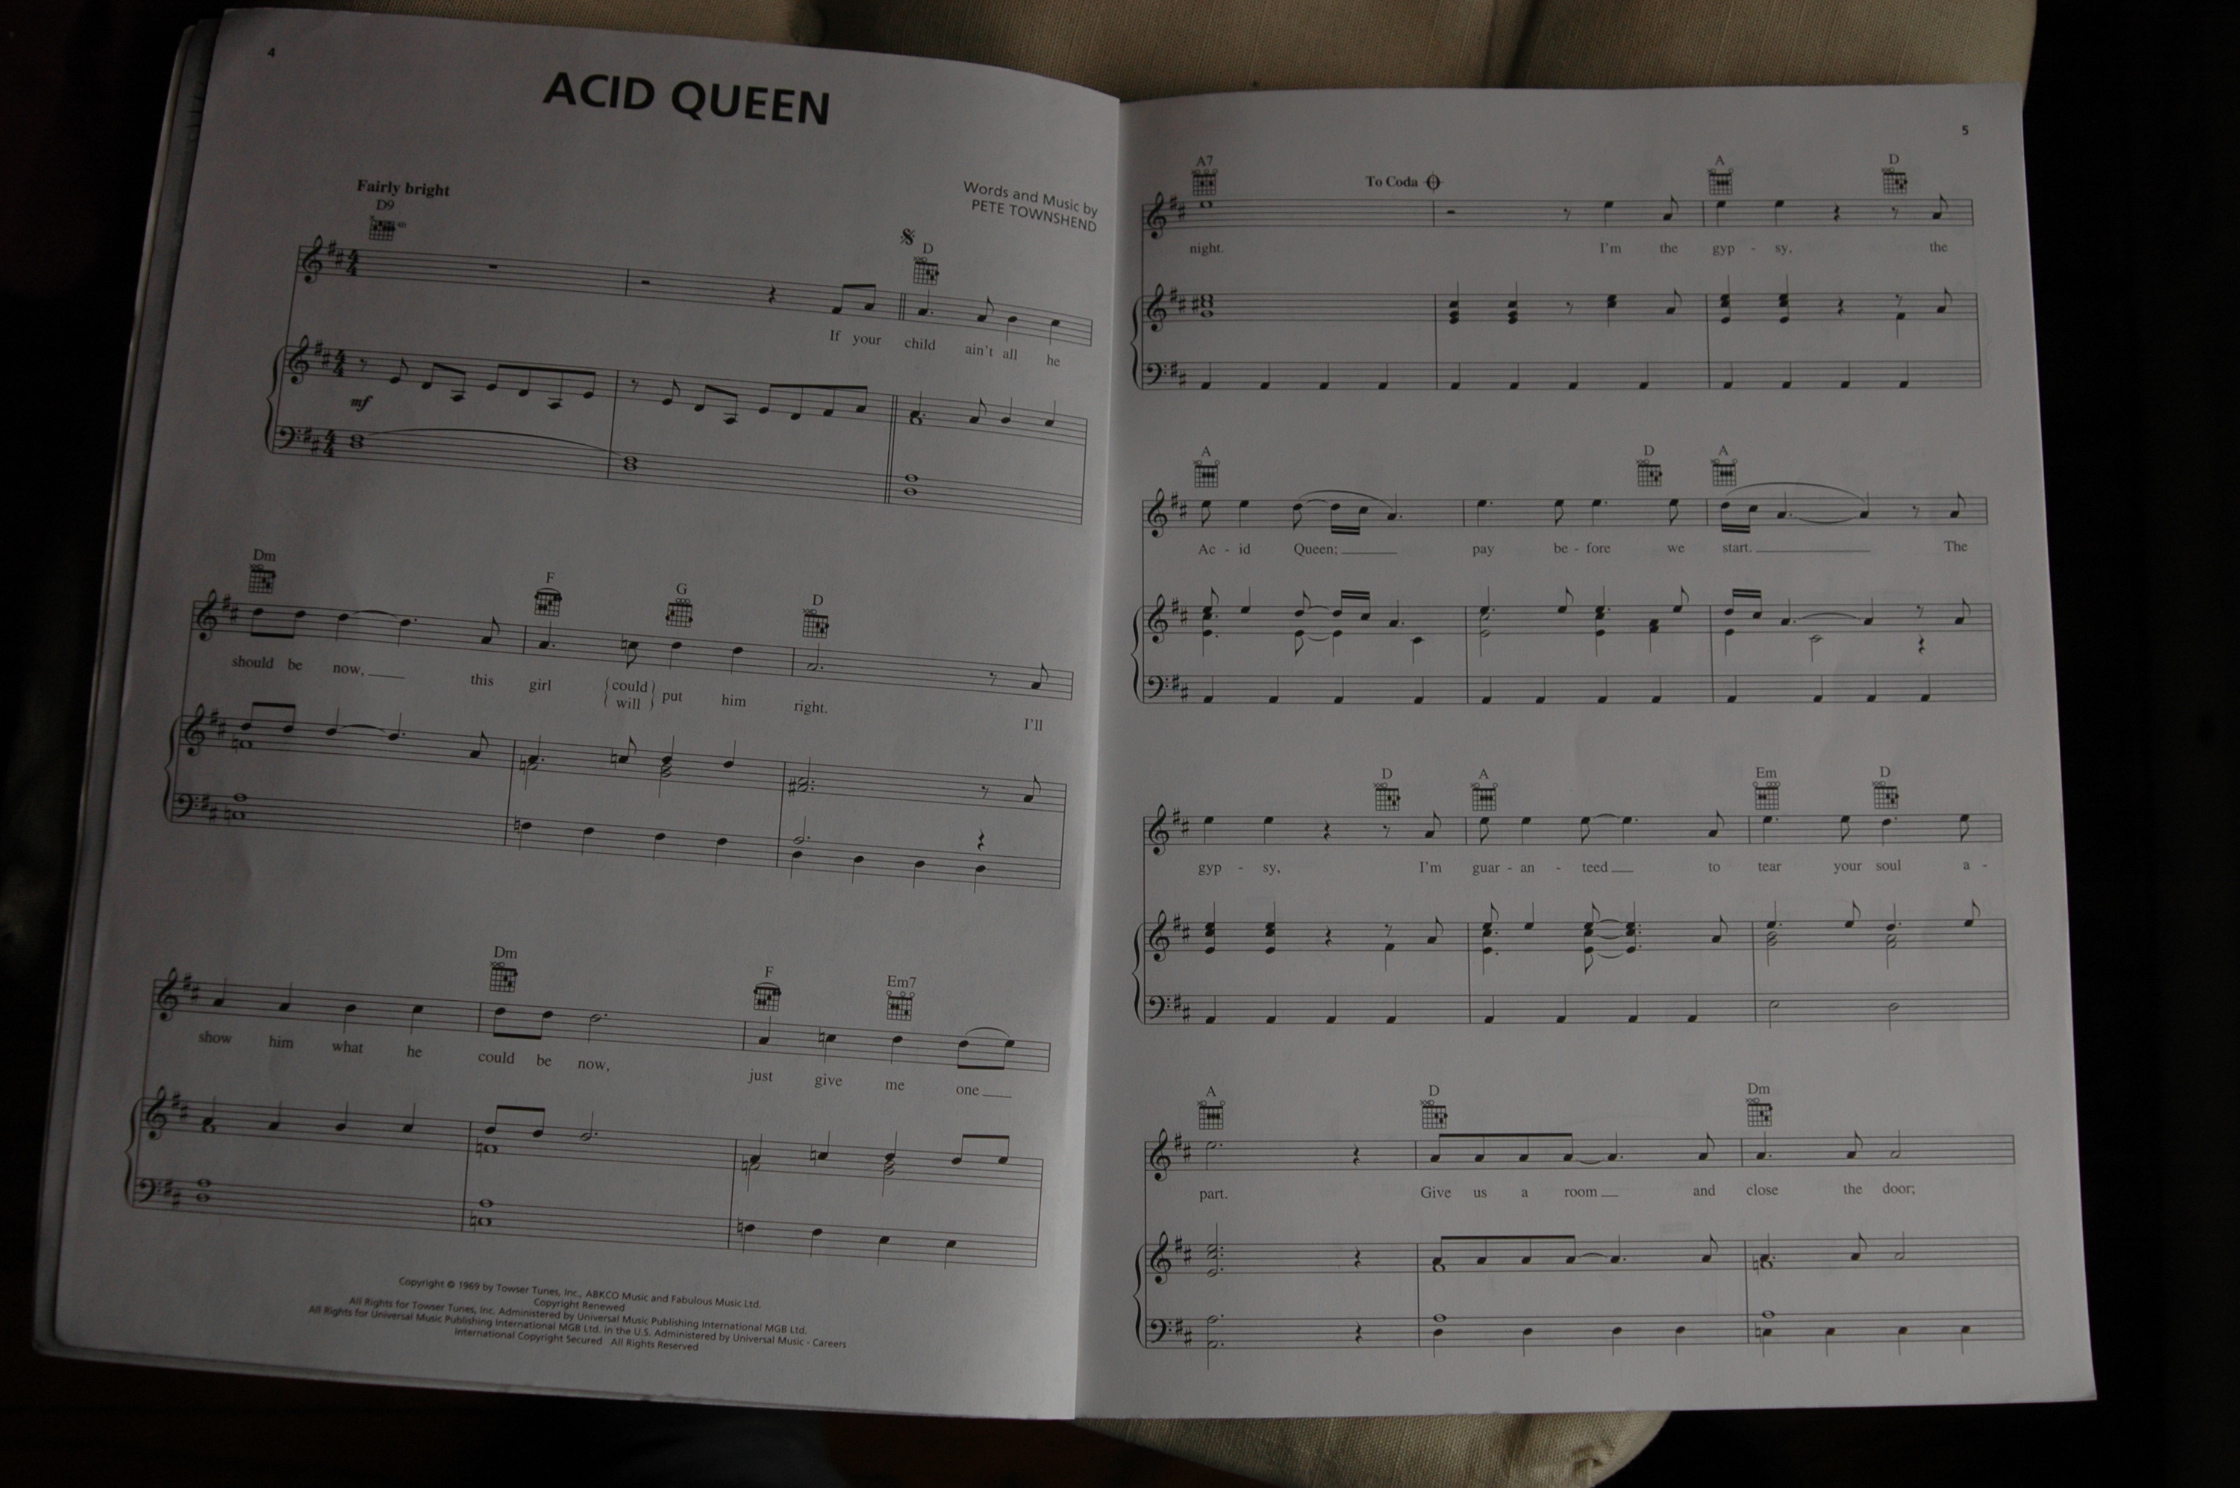 4
ACID QUEEN
Words and Music by
PETE TOWNSHEND
Fairly bright
D9
D
If your child ain't all he
mf
Dm F G D
should be now, this girl {could} put him right. I'll
{will}
Dm F Em7
show him what he could be now, just give me one
Copyright © 1969 by Towser Tunes, Inc., ABKCO Music and Fabulous Music Ltd.
Copyright Renewed
All Rights for Towser Tunes, Inc. Administered by Universal Music Publishing International MGB Ltd.
All Rights for Universal Music Publishing International MGB Ltd. in the U.S. Administered by Universal Music - Careers
International Copyright Secured All Rights Reserved
5
A7 To Coda A D
night. I'm the gyp - sy, the
A D A
Ac - id Queen; pay be - fore we start. The
D A Em D
gyp - sy, I'm guar - an - teed to tear your soul a -
A D Dm
part. Give us a room and close the door;